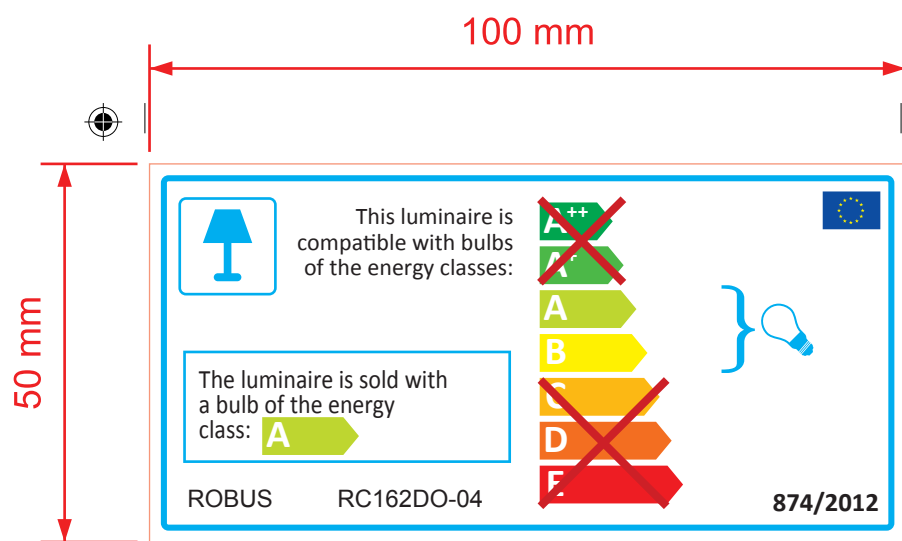 100 mm
50 mm
This luminaire is
compatible with bulbs
of the energy classes:
A++
A+
A
B
C
D
E
The luminaire is sold with
a bulb of the energy
class: A
ROBUS RC162DO-04
874/2012